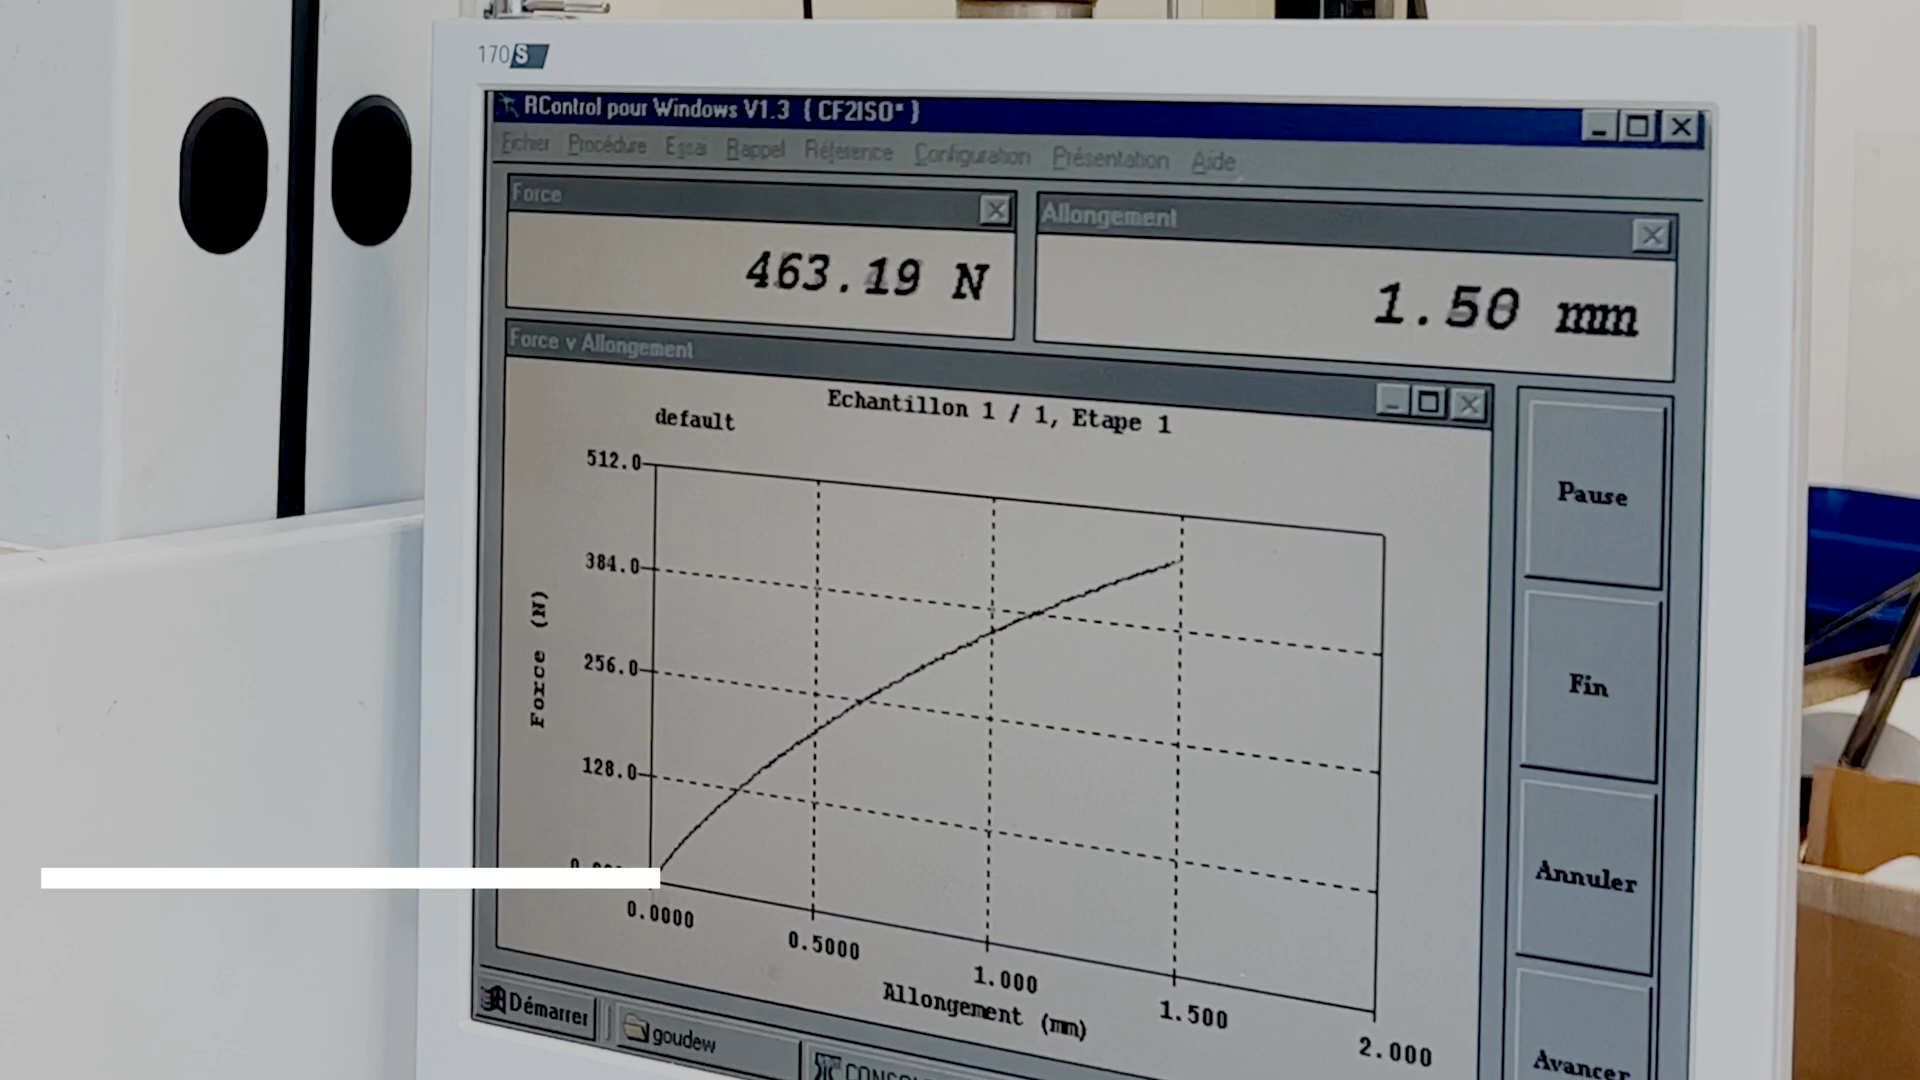 170S
RControl pour Windows V1.3 { CF2ISO* }
Fichier Procédure Essai Rappel Référence Configuration Présentation Aide
Force
463.19 N
Allongement
1.50 mm
Force v Allongement
Echantillon 1 / 1, Etape 1
default
512.0
384.0
256.0
128.0
Force (N)
0.0000
0.5000
1.000
1.500
2.000
Allongement (mm)
Pause
Fin
Annuler
Avancer
Démarrer
goudew